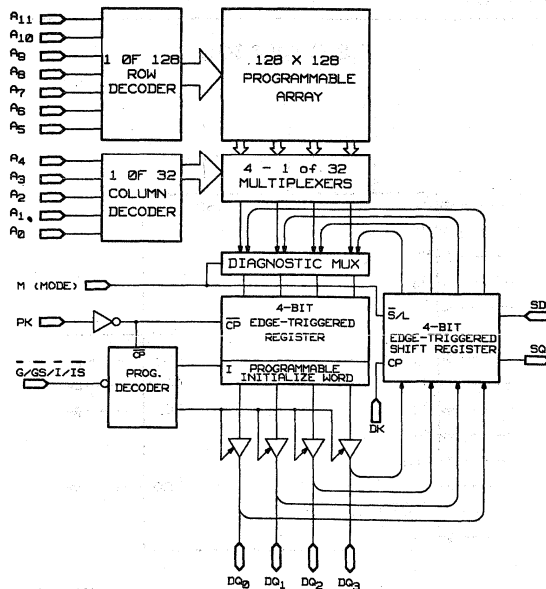 A11
A10
A9
A8
A7
A6
A5
1 OF 128
ROW
DECODER
128 X 128
PROGRAMMABLE
ARRAY
A4
A3
A2
A1
A0
1 OF 32
COLUMN
DECODER
4 - 1 of 32
MULTIPLEXERS
DIAGNOSTIC MUX
M (MODE)
PK
CP
4-BIT
EDGE-TRIGGERED
REGISTER
I PROGRAMMABLE
INITIALIZE WORD
S̅/L
4-BIT
EDGE-TRIGGERED
SHIFT REGISTER
CP
SD
SQ
G̅/G̅S̅/I̅/I̅S̅
C̅P̅
PROG.
DECODER
DK
DQ0
DQ1
DQ2
DQ3